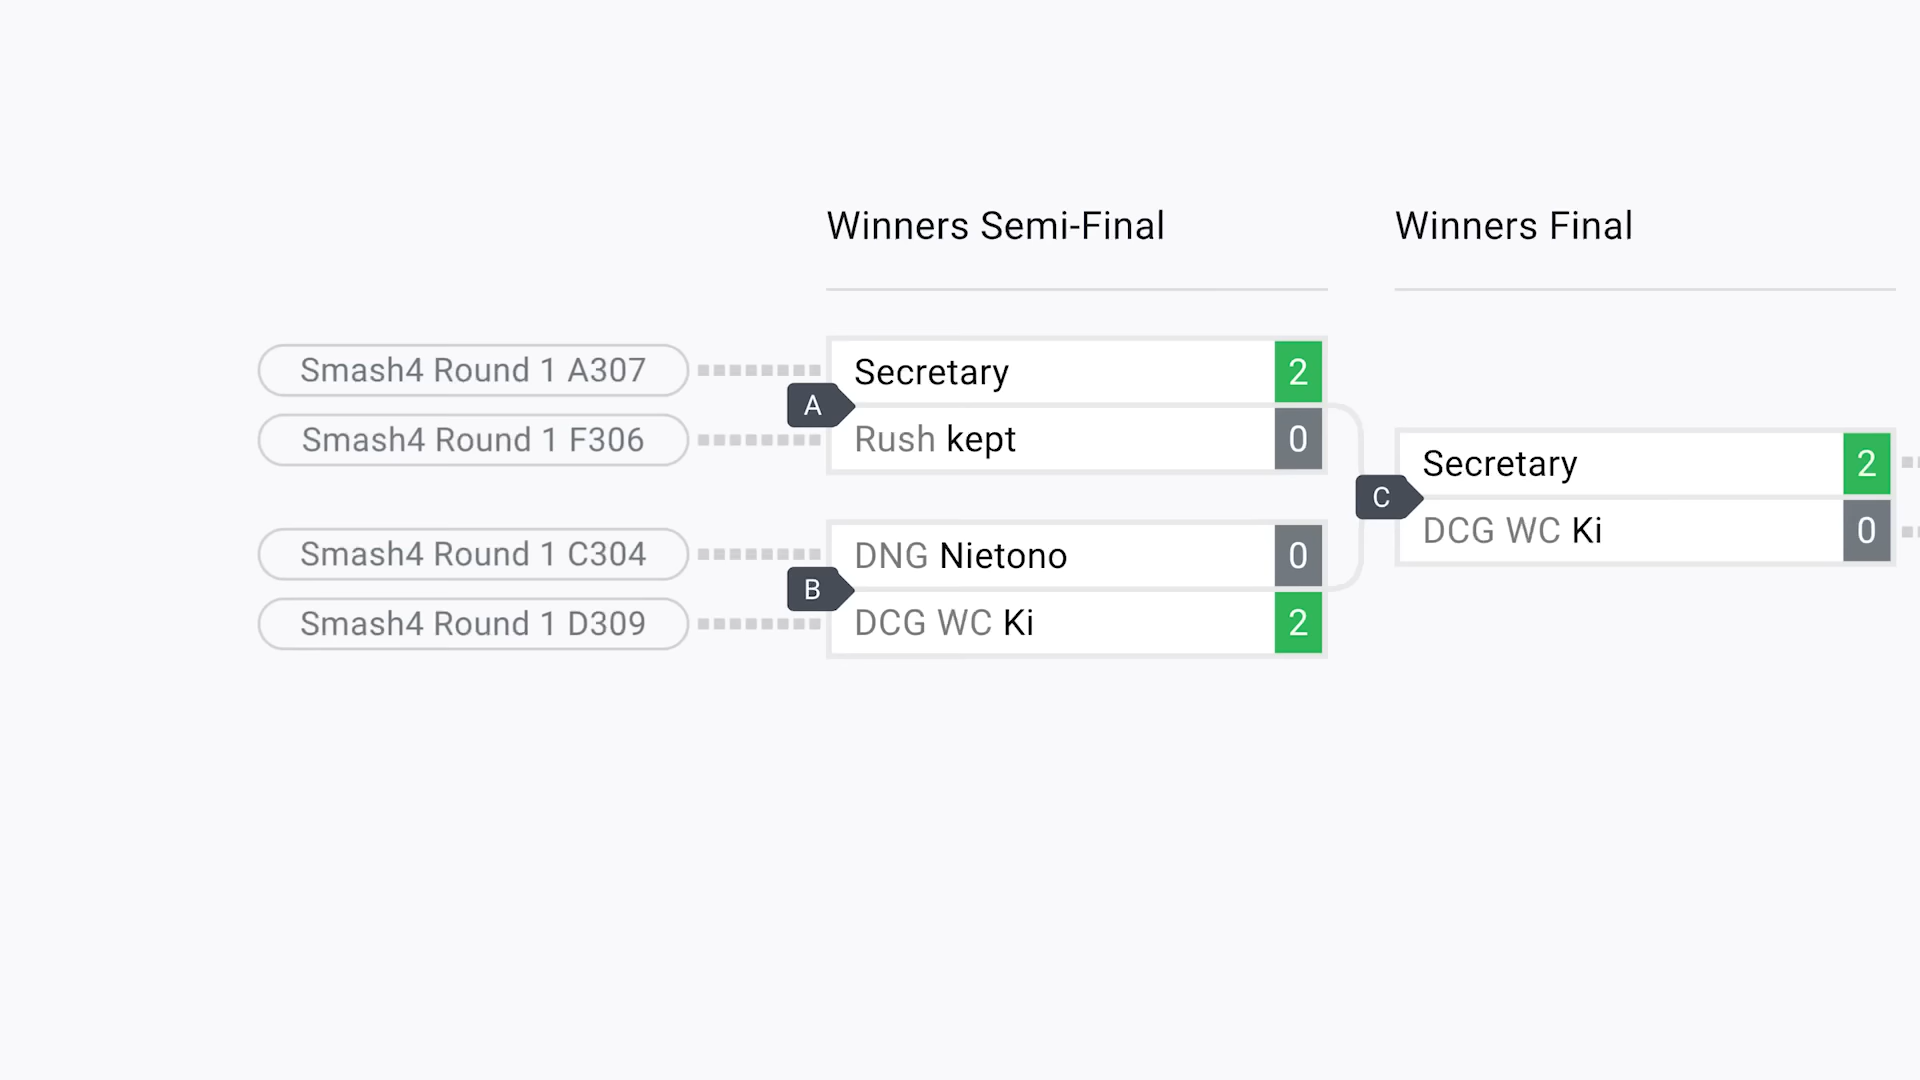 Winners Semi-Final
Winners Final
Smash4 Round 1 A307
Smash4 Round 1 F306
A
Secretary 2
Rush kept 0
Smash4 Round 1 C304
Smash4 Round 1 D309
B
DNG Nietono 0
DCG WC Ki 2
C
Secretary 2
DCG WC Ki 0